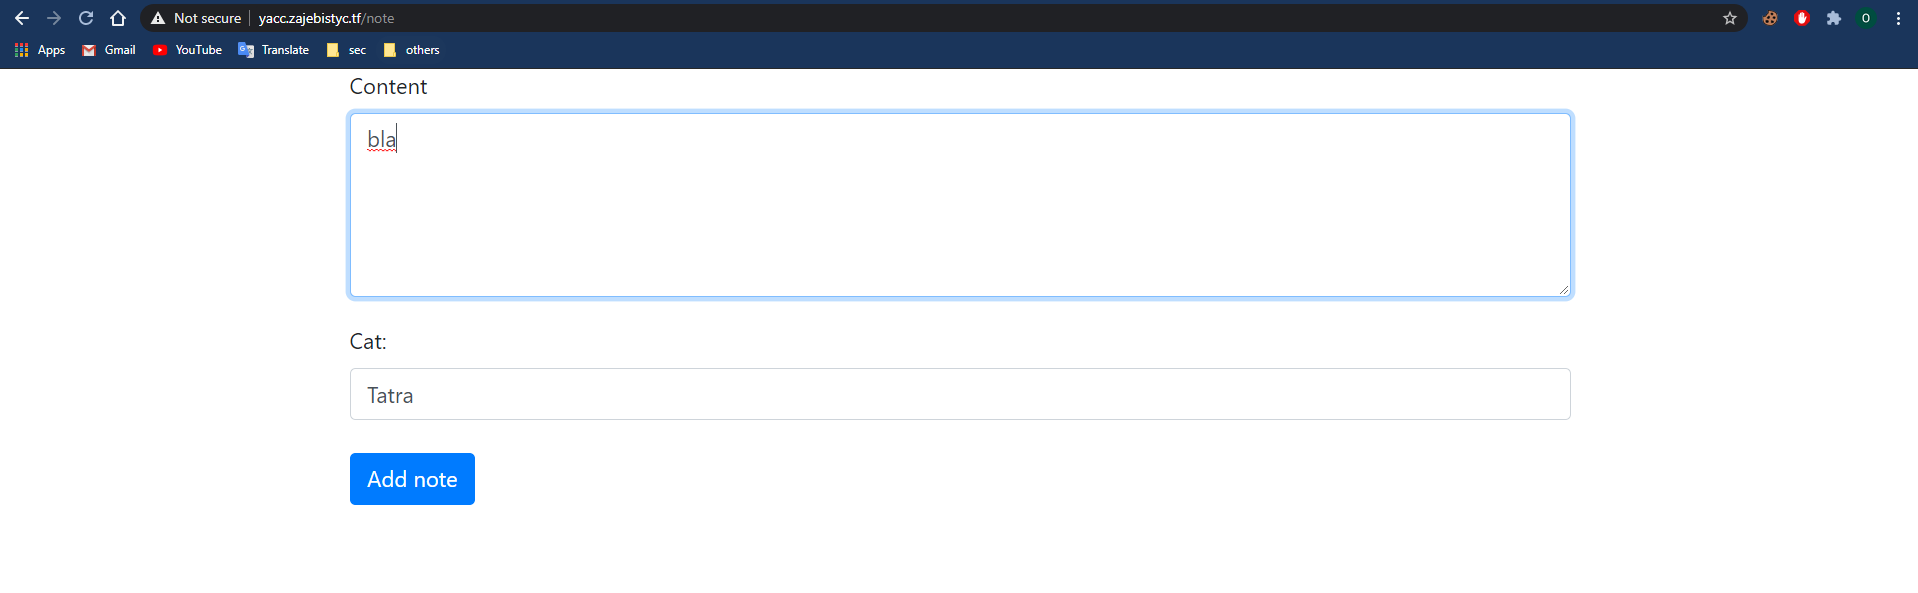 Not secure yacc.zajebistyc.tf/note
O
Apps Gmail YouTube Translate sec others
Content
bla
Cat:
Tatra
Add note